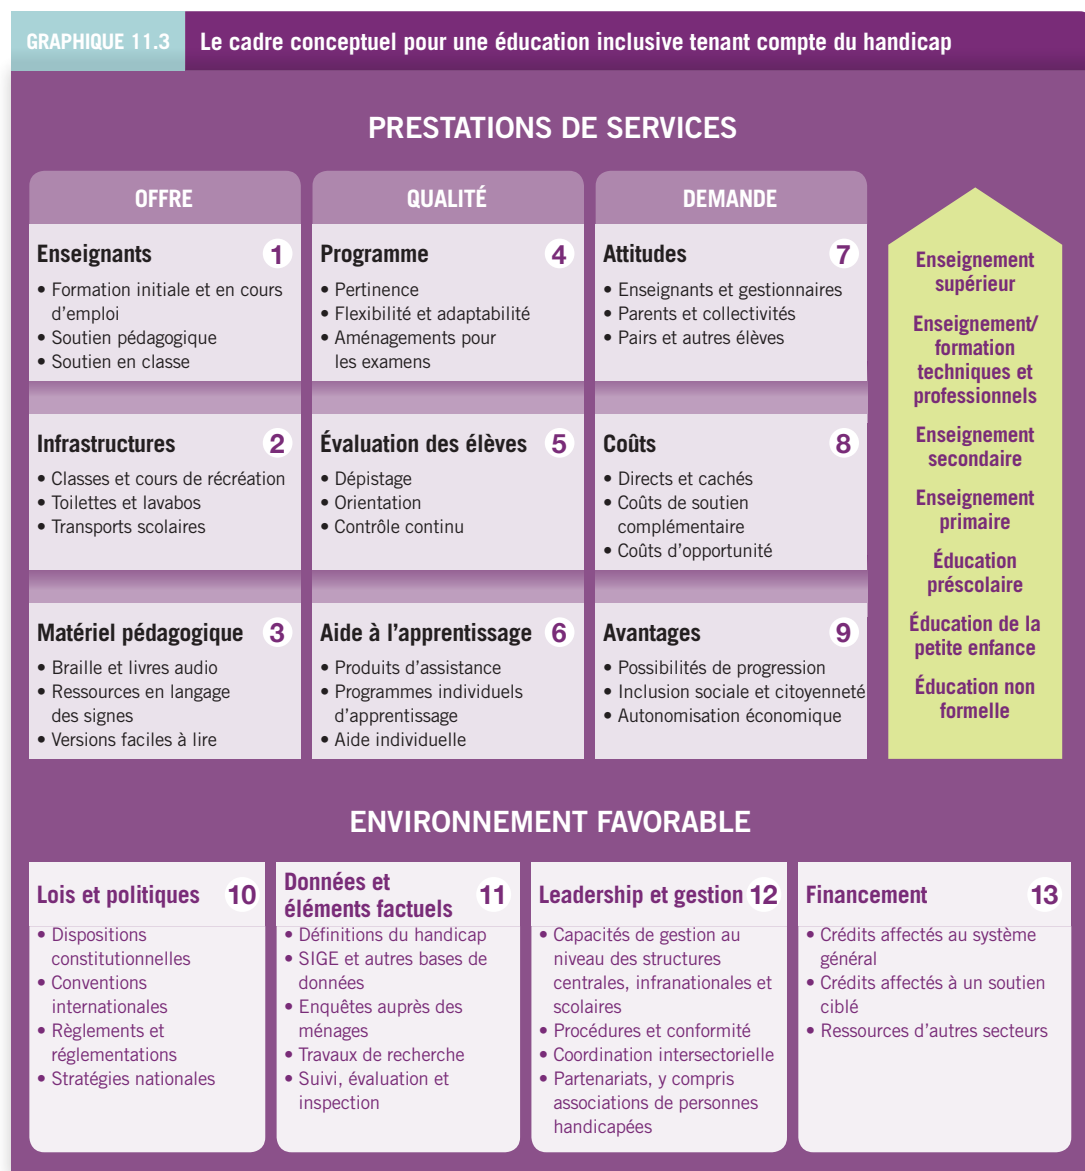 GRAPHIQUE 11.3
Le cadre conceptuel pour une éducation inclusive tenant compte du handicap
PRESTATIONS DE SERVICES
OFFRE
Enseignants 1
• Formation initiale et en cours
d'emploi
• Soutien pédagogique
• Soutien en classe
Infrastructures 2
• Classes et cours de récréation
• Toilettes et lavabos
• Transports scolaires
Matériel pédagogique 3
• Braille et livres audio
• Ressources en langage
des signes
• Versions faciles à lire
QUALITÉ
Programme 4
• Pertinence
• Flexibilité et adaptabilité
• Aménagements pour
les examens
Évaluation des élèves 5
• Dépistage
• Orientation
• Contrôle continu
Aide à l'apprentissage 6
• Produits d'assistance
• Programmes individuels
d'apprentissage
• Aide individuelle
DEMANDE
Attitudes 7
• Enseignants et gestionnaires
• Parents et collectivités
• Pairs et autres élèves
Coûts 8
• Directs et cachés
• Coûts de soutien
complémentaire
• Coûts d'opportunité
Avantages 9
• Possibilités de progression
• Inclusion sociale et citoyenneté
• Autonomisation économique
Enseignement
supérieur
Enseignement/
formation
techniques et
professionnels
Enseignement
secondaire
Enseignement
primaire
Éducation
préscolaire
Éducation de la
petite enfance
Éducation non
formelle
ENVIRONNEMENT FAVORABLE
Lois et politiques 10
• Dispositions
constitutionnelles
• Conventions
internationales
• Règlements et
réglementations
• Stratégies nationales
Données et
éléments factuels 11
• Définitions du handicap
• SIGE et autres bases de
données
• Enquêtes auprès des
ménages
• Travaux de recherche
• Suivi, évaluation et
inspection
Leadership et gestion 12
• Capacités de gestion au
niveau des structures
centrales, infranationales et
scolaires
• Procédures et conformité
• Coordination intersectorielle
• Partenariats, y compris
associations de personnes
handicapées
Financement 13
• Crédits affectés au système
général
• Crédits affectés à un soutien
ciblé
• Ressources d'autres secteurs